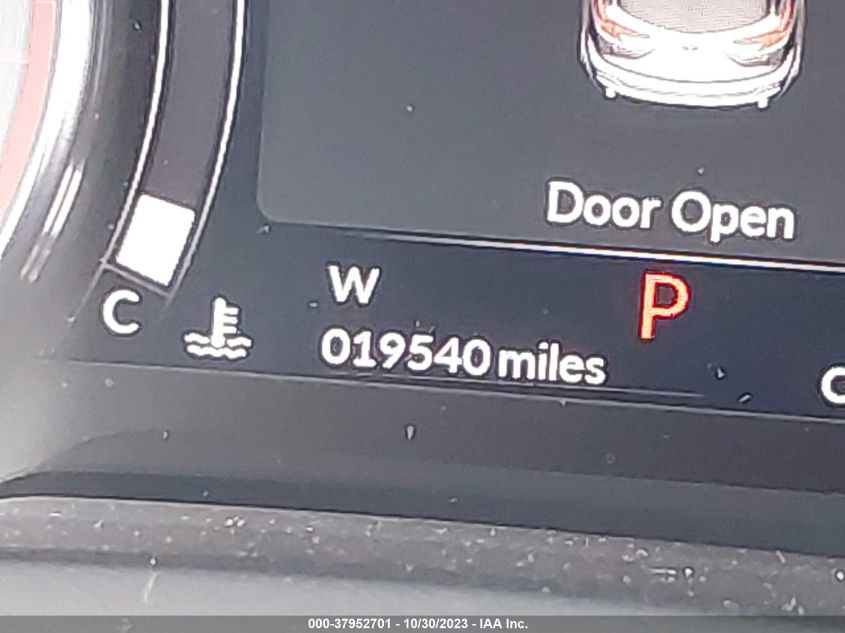 Door Open
W
P
C
019540 miles
000-37952701 - 10/30/2023 - IAA Inc.